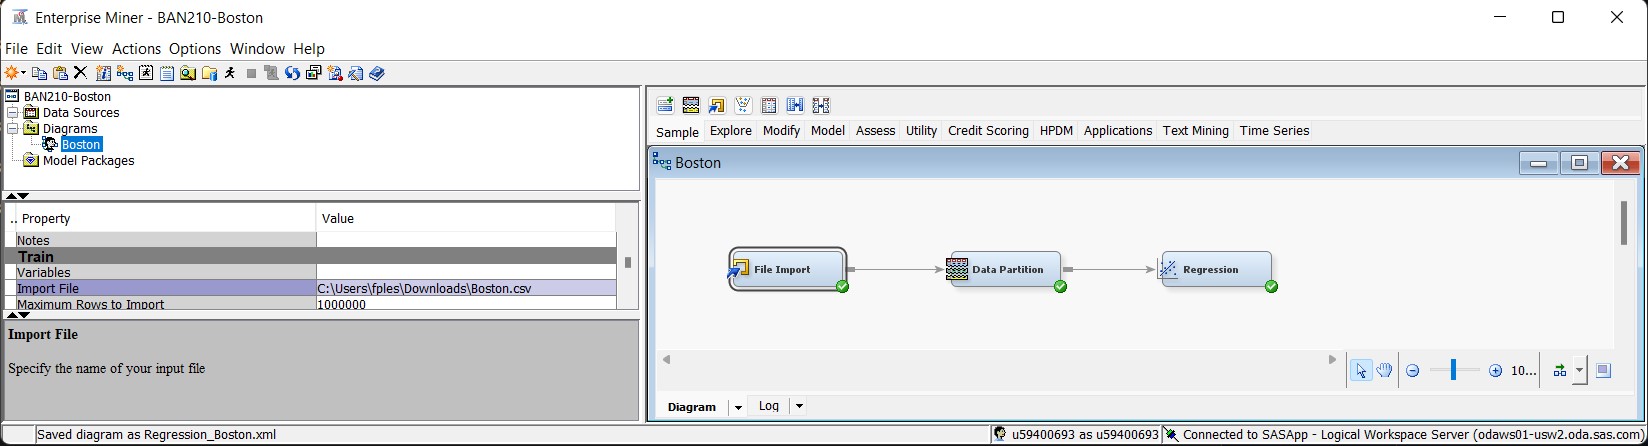 Enterprise Miner - BAN210-Boston
File Edit View Actions Options Window Help
BAN210-Boston
Data Sources
Diagrams
Boston
Model Packages
.. Property Value
Notes
Train
Variables
Import File C:\Users\fples\Downloads\Boston.csv
Maximum Rows to Import 1000000
Import File
Specify the name of your input file
Sample Explore Modify Model Assess Utility Credit Scoring HPDM Applications Text Mining Time Series
Boston
File Import Data Partition Regression
10...
Diagram Log
Saved diagram as Regression_Boston.xml u59400693 as u59400693 Connected to SASApp - Logical Workspace Server (odaws01-usw2.oda.sas.com)